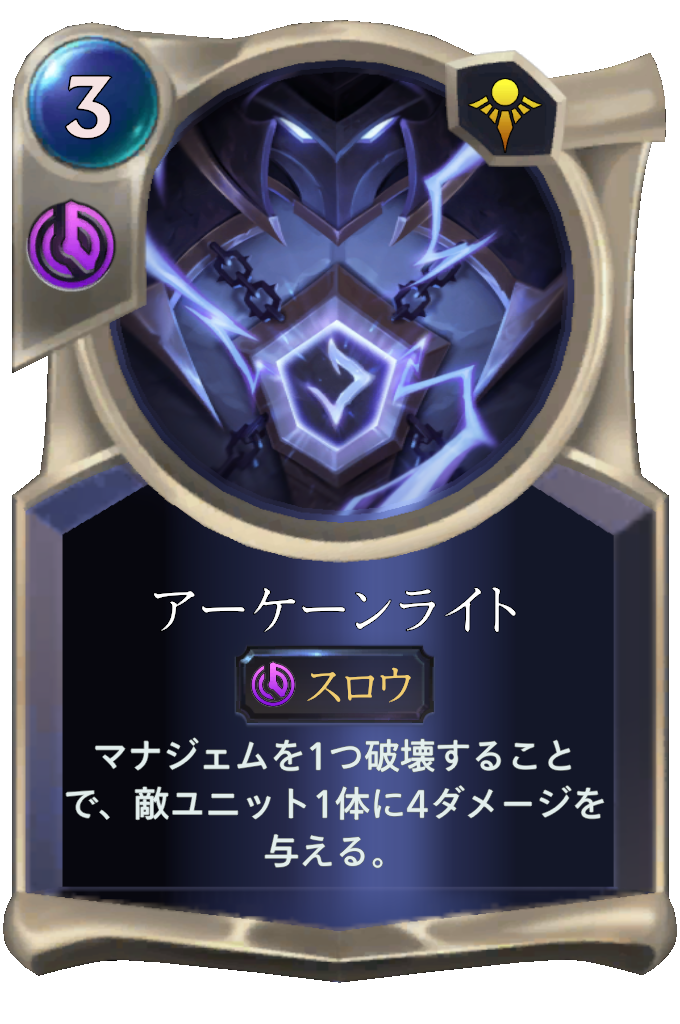 3
アーケーンライト
スロウ
マナジェムを1つ破壊すること
で、敵ユニット1体に4ダメージを
与える。